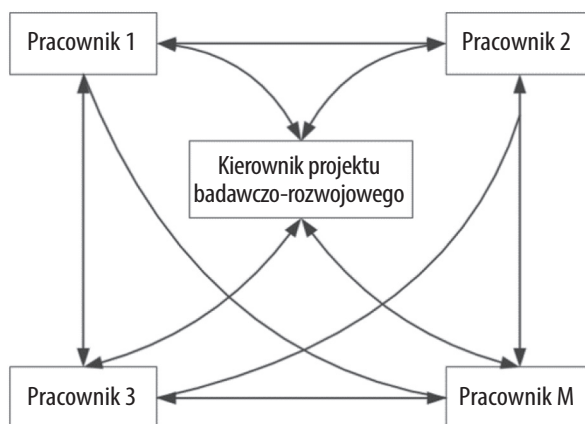 Pracownik 1
Pracownik 2
Kierownik projektu
badawczo-rozwojowego
Pracownik 3
Pracownik M